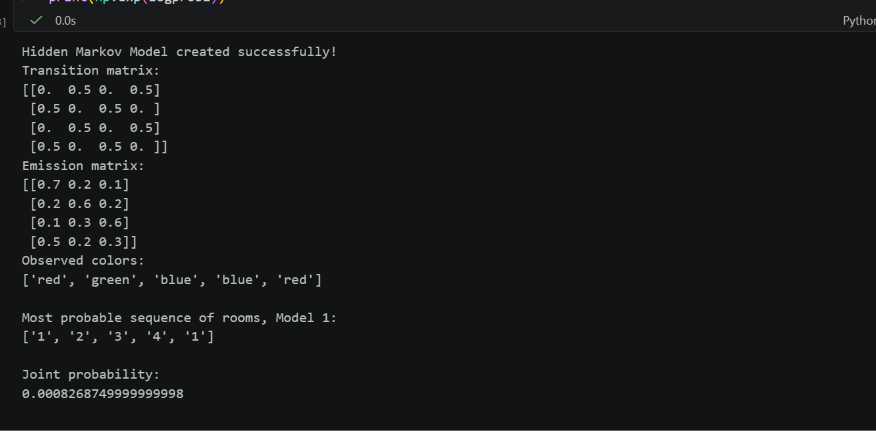 0.0s
Python
Hidden Markov Model created successfully!
Transition matrix:
[[0.  0.5 0.  0.5]
 [0.5 0.  0.5 0. ]
 [0.  0.5 0.  0.5]
 [0.5 0.  0.5 0. ]]
Emission matrix:
[[0.7 0.2 0.1]
 [0.2 0.6 0.2]
 [0.1 0.3 0.6]
 [0.5 0.2 0.3]]
Observed colors:
['red', 'green', 'blue', 'blue', 'red']
Most probable sequence of rooms, Model 1:
['1', '2', '3', '4', '1']
Joint probability:
0.0008268749999999998